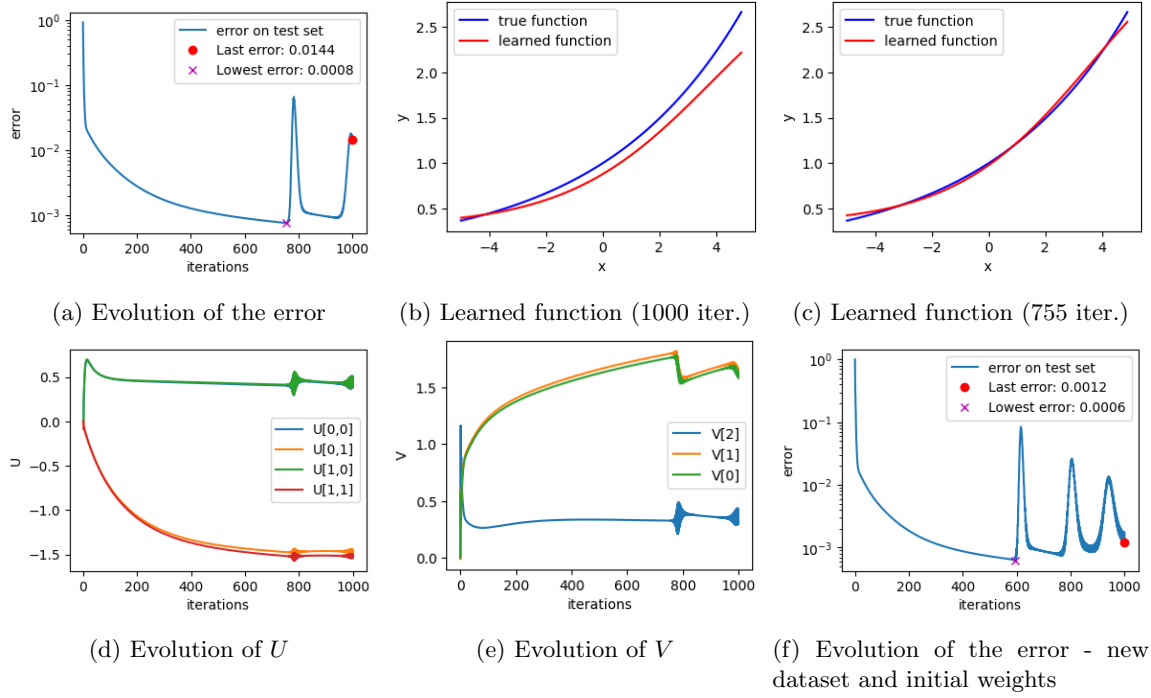 error on test set
Last error: 0.0144
Lowest error: 0.0008
10⁰
10⁻¹
10⁻²
10⁻³
error
0 200 400 600 800 1000
iterations
(a) Evolution of the error
true function
learned function
2.5
2.0
1.5
1.0
0.5
y
−4 −2 0 2 4
x
(b) Learned function (1000 iter.)
true function
learned function
2.5
2.0
1.5
1.0
0.5
y
−4 −2 0 2 4
x
(c) Learned function (755 iter.)
0.5
0.0
−0.5
−1.0
−1.5
U
U[0,0]
U[0,1]
U[1,0]
U[1,1]
0 200 400 600 800 1000
iterations
(d) Evolution of U
1.5
1.0
0.5
0.0
V
V[2]
V[1]
V[0]
0 200 400 600 800 1000
iterations
(e) Evolution of V
error on test set
Last error: 0.0012
Lowest error: 0.0006
10⁰
10⁻¹
10⁻²
10⁻³
error
0 200 400 600 800 1000
iterations
(f) Evolution of the error - new
dataset and initial weights